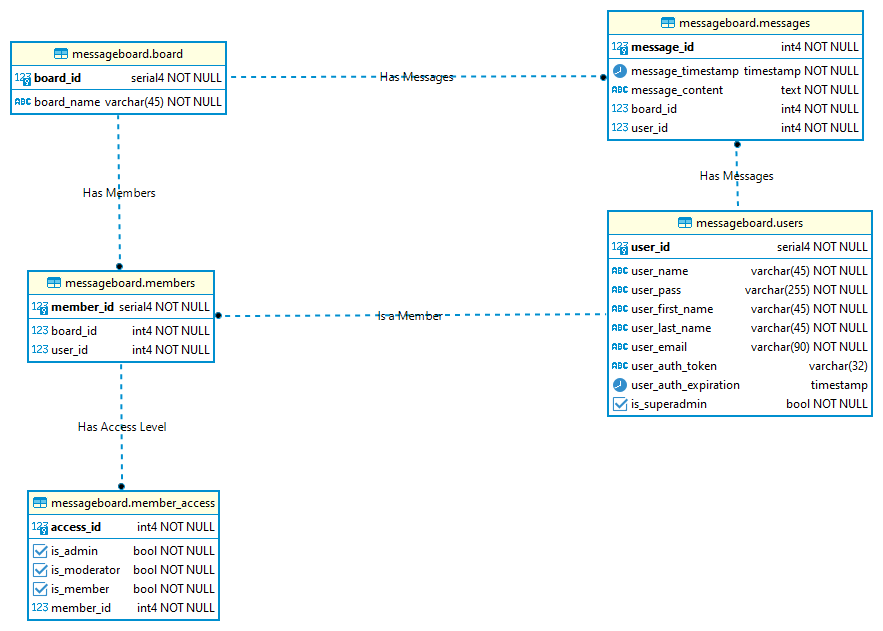 messageboard.board
123 board_id serial4 NOT NULL
ABC board_name varchar(45) NOT NULL
Has Messages
messageboard.messages
123 message_id int4 NOT NULL
message_timestamp timestamp NOT NULL
ABC message_content text NOT NULL
123 board_id int4 NOT NULL
123 user_id int4 NOT NULL
Has Members
Has Messages
messageboard.users
123 user_id serial4 NOT NULL
ABC user_name varchar(45) NOT NULL
ABC user_pass varchar(255) NOT NULL
ABC user_first_name varchar(45) NOT NULL
ABC user_last_name varchar(45) NOT NULL
ABC user_email varchar(90) NOT NULL
ABC user_auth_token varchar(32)
user_auth_expiration timestamp
is_superadmin bool NOT NULL
messageboard.members
123 member_id serial4 NOT NULL
123 board_id int4 NOT NULL
123 user_id int4 NOT NULL
Is a Member
Has Access Level
messageboard.member_access
123 access_id int4 NOT NULL
is_admin bool NOT NULL
is_moderator bool NOT NULL
is_member bool NOT NULL
123 member_id int4 NOT NULL